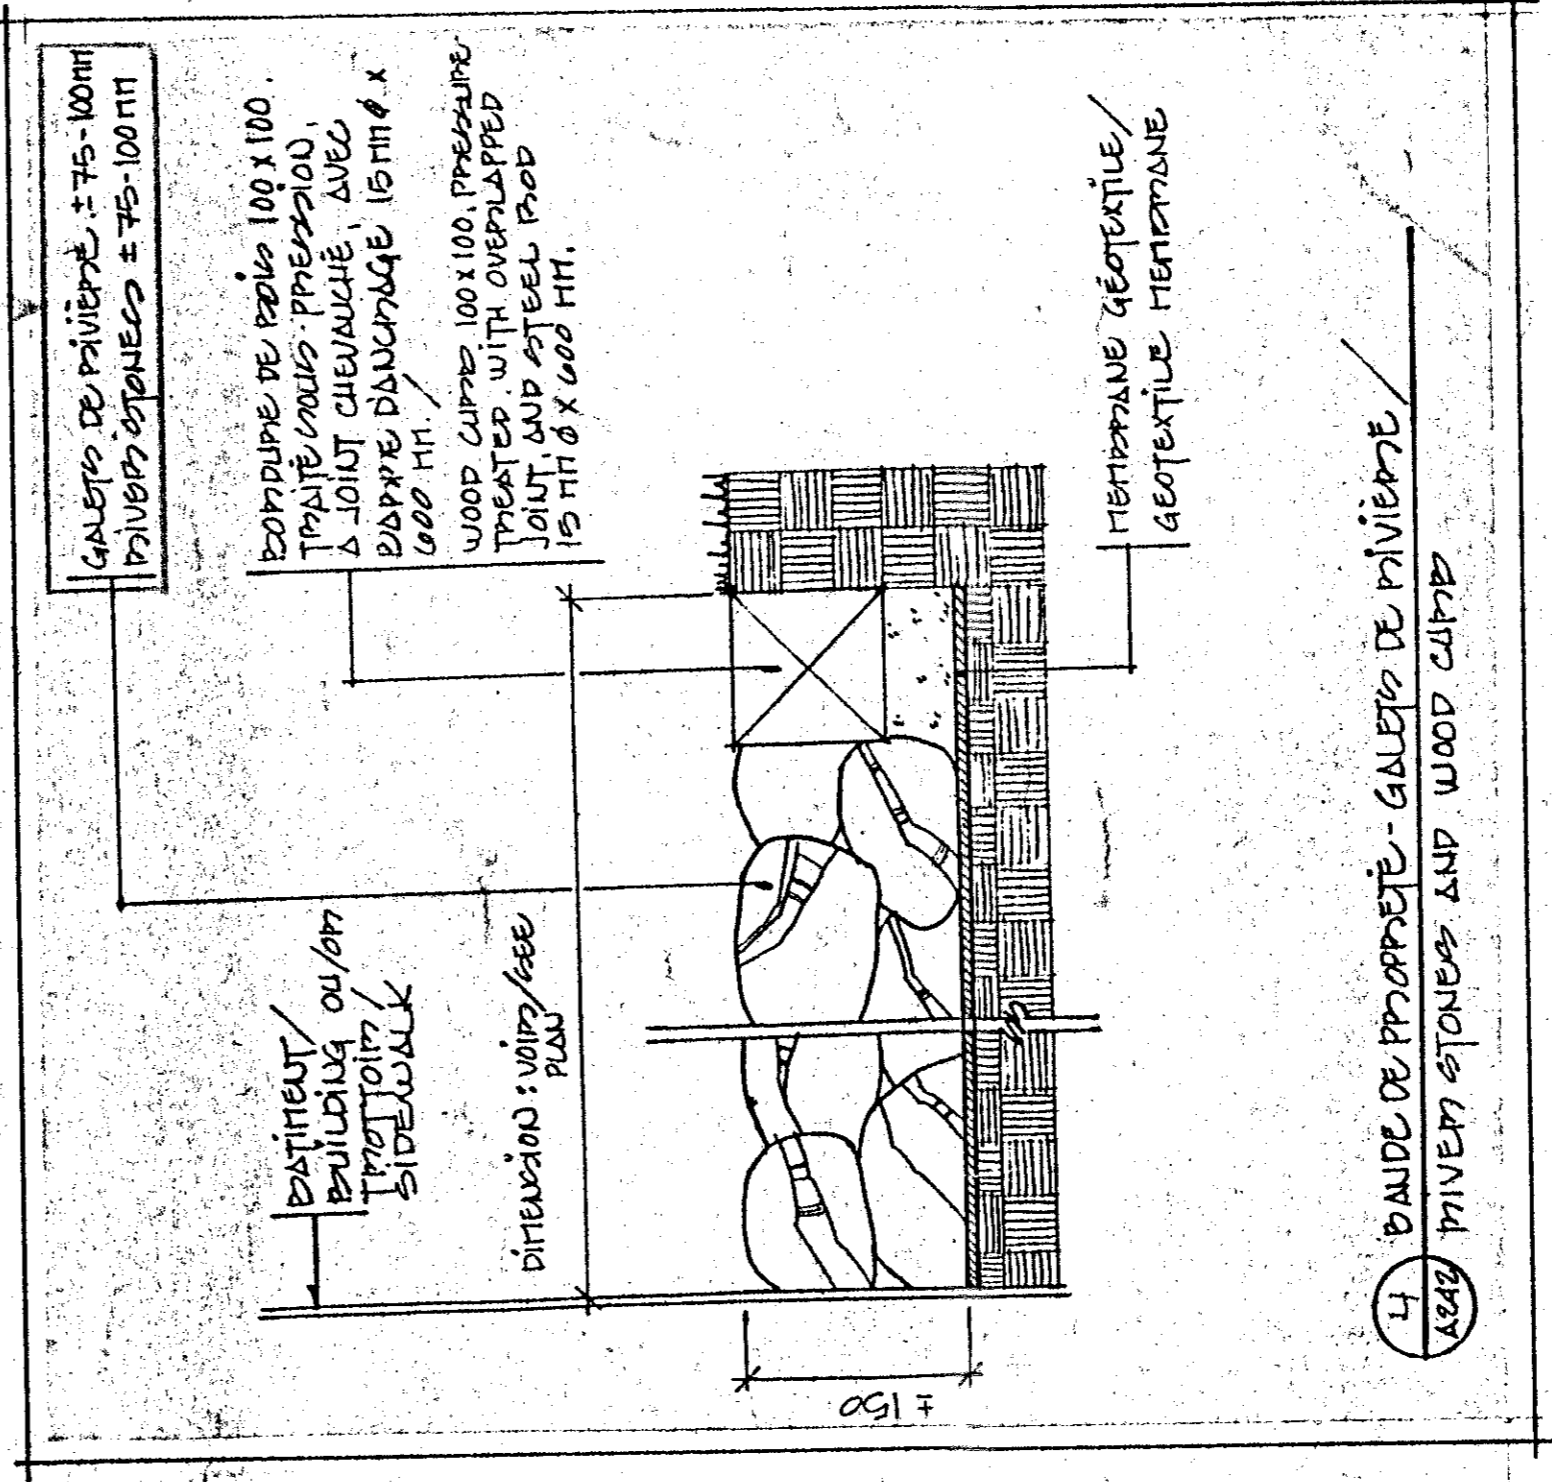 GALETS DE RIVIÈRE. ± 75-100MM
RIVER STONES ± 75-100MM
BORDURE DE BOIS 100 X 100.
TRAITÉ SOUS-PRESSION,
À JOINT CHEVAUCHÉ, AVEC
BARRE D'ANCRAGE 15MM Ø X
600 MM. /
WOOD CURB 100 X 100, PRESSURE-
TREATED. WITH OVERLAPPED
JOINT, AND STEEL ROD
15 MM Ø X 600 MM.
BATIMENT/
BUILDING OU/OR
TROTTOIR/
SIDEWALK
DIMENSION: VOIR/SEE
PLAN
± 150
MEMBRANE GÉOTEXTILE/
GEOTEXTILE MEMBRANE
4 BANDE DE PROPRETÉ - GALETS DE RIVIÈRE/
A2A2 RIVER STONES AND WOOD CURB